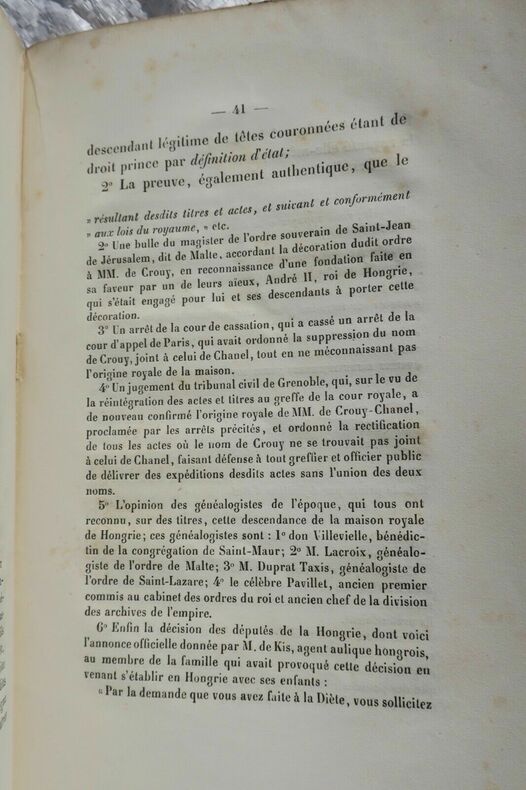 — 41 —
descendant légitime de têtes couronnées étant de
droit prince par définition d'état;
2° La preuve, également authentique, que le
» résultant desdits titres et actes, et suivant et conformément
» aux lois du royaume, » etc.
2° Une bulle du magister de l'ordre souverain de Saint-Jean
de Jérusalem, dit de Malte, accordant la décoration dudit ordre
à MM. de Crouy, en reconnaissance d'une fondation faite en
sa faveur par un de leurs aïeux, André II, roi de Hongrie,
qui s'était engagé pour lui et ses descendants à porter cette
décoration.
3° Un arrêt de la cour de cassation, qui a cassé un arrêt de la
cour d'appel de Paris, qui avait ordonné la suppression du nom
de Crouy, joint à celui de Chanel, tout en ne méconnaissant pas
l'origine royale de la maison.
4° Un jugement du tribunal civil de Grenoble, qui, sur le vu de
la réintégration des actes et titres au greffe de la cour royale, a
de nouveau confirmé l'origine royale de MM. de Crouy-Chanel,
proclamée par les arrêts précités, et ordonné la rectification
de tous les actes où le nom de Crouy ne se trouvait pas joint
à celui de Chanel, faisant défense à tout greffier et officier public
de délivrer des expéditions desdits actes sans l'union des deux
noms.
5° L'opinion des généalogistes de l'époque, qui tous ont
reconnu, sur des titres, cette descendance de la maison royale
de Hongrie; ces généalogistes sont : 1° don Villevielle, bénédic-
tin de la congrégation de Saint-Maur; 2° M. Lacroix, généalo-
giste de l'ordre de Malte; 3° M. Duprat Taxis, généalogiste de
l'ordre de Saint-Lazare; 4° le célèbre Pavillet, ancien premier
commis au cabinet des ordres du roi et ancien chef de la division
des archives de l'empire.
6° Enfin la décision des députés de la Hongrie, dont voici
l'annonce officielle donnée par M. de Kis, agent aulique hongrois,
au membre de la famille qui avait provoqué cette décision en
venant s'établir en Hongrie avec ses enfants :
« Par la demande que vous avez faite à la Diète, vous sollicitez